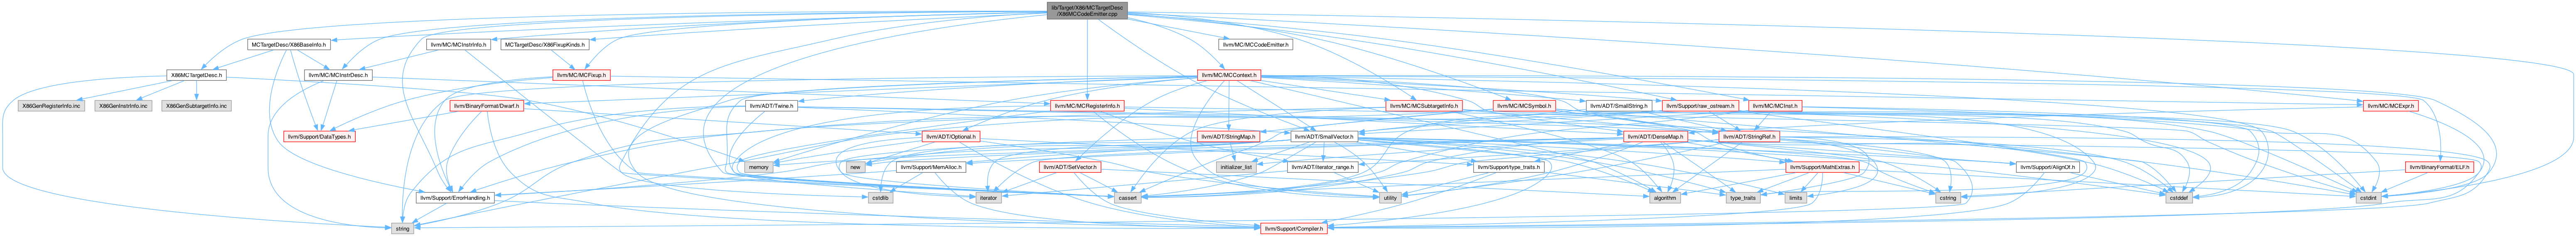 lib/Target/X86/MCTargetDesc
/X86MCCodeEmitter.cpp
MCTargetDesc/X86BaseInfo.h
llvm/MC/MCInstrInfo.h
MCTargetDesc/X86FixupKinds.h
llvm/MC/MCCodeEmitter.h
X86MCTargetDesc.h
llvm/MC/MCInstrDesc.h
llvm/MC/MCFixup.h
llvm/MC/MCContext.h
X86GenRegisterInfo.inc
X86GenInstrInfo.inc
X86GenSubtargetInfo.inc
llvm/BinaryFormat/Dwarf.h
llvm/ADT/Twine.h
llvm/MC/MCRegisterInfo.h
llvm/MC/MCSubtargetInfo.h
llvm/MC/MCSymbol.h
llvm/ADT/SmallString.h
llvm/Support/raw_ostream.h
llvm/MC/MCInst.h
llvm/MC/MCExpr.h
llvm/Support/DataTypes.h
llvm/ADT/Optional.h
llvm/ADT/StringMap.h
llvm/ADT/SmallVector.h
llvm/ADT/DenseMap.h
llvm/ADT/StringRef.h
memory
new
llvm/Support/MemAlloc.h
llvm/ADT/SetVector.h
initializer_list
llvm/ADT/iterator_range.h
llvm/Support/type_traits.h
llvm/Support/MathExtras.h
llvm/Support/AlignOf.h
llvm/BinaryFormat/ELF.h
llvm/Support/ErrorHandling.h
cstdlib
iterator
cassert
utility
algorithm
type_traits
limits
cstring
cstddef
cstdint
string
llvm/Support/Compiler.h